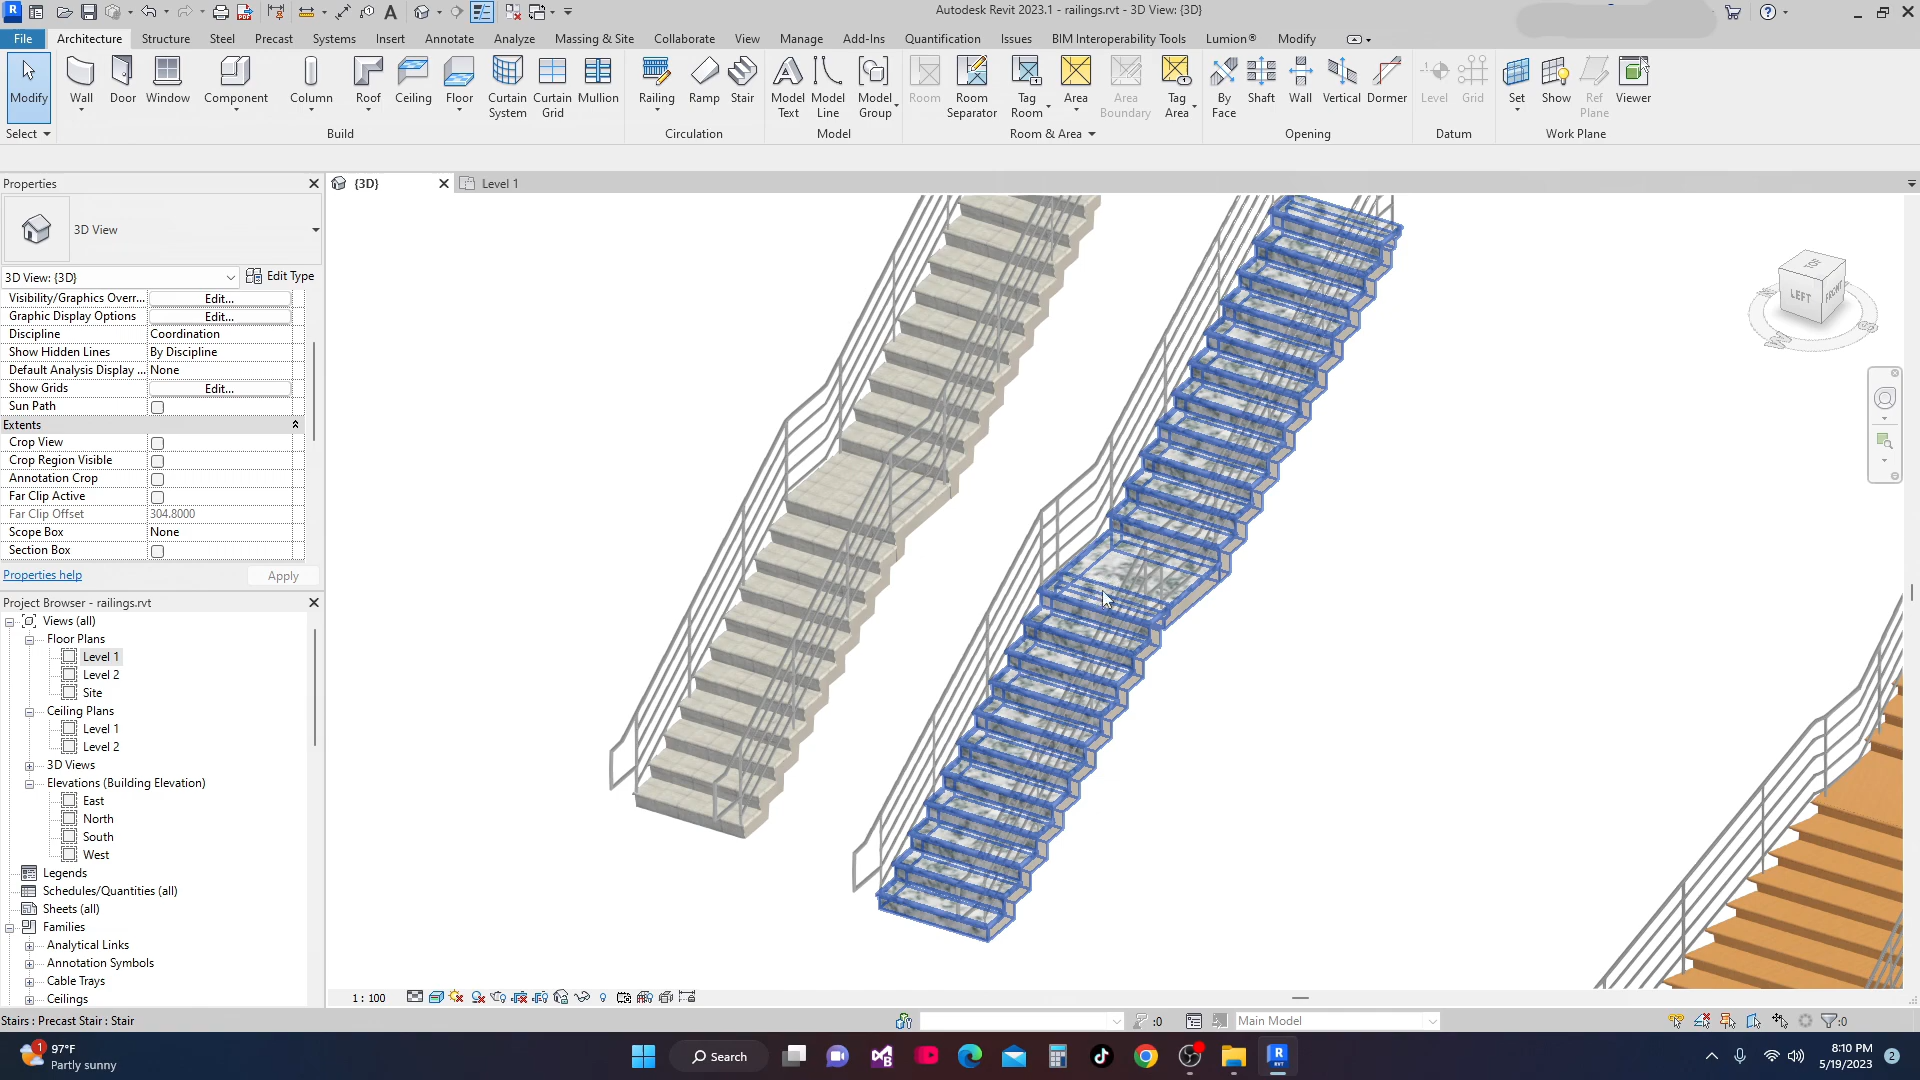 Autodesk Revit 2023.1 - railings.rvt - 3D View: {3D}
File Architecture Structure Steel Precast Systems Insert Annotate Analyze Massing & Site Collaborate View Manage Add-Ins Quantification Issues BIM Interoperability Tools Lumion® Modify
Modify Wall Door Window Component Column Roof Ceiling Floor Curtain System Curtain Grid Mullion Railing Ramp Stair Model Text Model Line Model Group Room Room Separator Tag Room Area Area Boundary Tag Area By Face Shaft Wall Vertical Dormer Level Grid Set Show Ref Plane Viewer
Select Build Circulation Model Room & Area Opening Datum Work Plane
Properties
{3D} Level 1
3D View
3D View: {3D} Edit Type
Visibility/Graphics Overr... Edit...
Graphic Display Options Edit...
Discipline Coordination
Show Hidden Lines By Discipline
Default Analysis Display ... None
Show Grids Edit...
Sun Path
Extents
Crop View
Crop Region Visible
Annotation Crop
Far Clip Active
Far Clip Offset 304.8000
Scope Box None
Section Box
Properties help Apply
Project Browser - railings.rvt
Views (all)
Floor Plans
Level 1
Level 2
Site
Ceiling Plans
Level 1
Level 2
3D Views
Elevations (Building Elevation)
East
North
South
West
Legends
Schedules/Quantities (all)
Sheets (all)
Families
Analytical Links
Annotation Symbols
Cable Trays
Ceilings
TOP
LEFT FRONT
1 : 100
Stairs : Precast Stair : Stair :0 Main Model :0
1 97°F
Partly sunny
Search
8:10 PM
5/19/2023
2